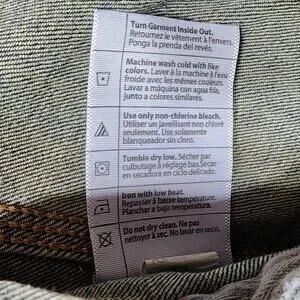 Turn Garment Inside Out.
Retournez le vêtement à l'envers.
Ponga la prenda del revés.
Machine wash cold with like
colors. Laver à la machine à l'eau
froide avec les mêmes couleurs.
Lavar a máquina con agua fria,
junto a colores similares.
Use only non-chlorine bleach.
Utiliser un javellisant non chloré
seulement. Use solamente
blanqueador sin cloro.
Tumble dry low. Sécher par
culbutage à réglage bas. Secar
en secadora en ciclo delicado.
Iron with low heat.
Repasser à basse température.
Planchar a baja temperatura.
Do not dry clean. Ne pas
nettoyer à sec. No lavar en seco.